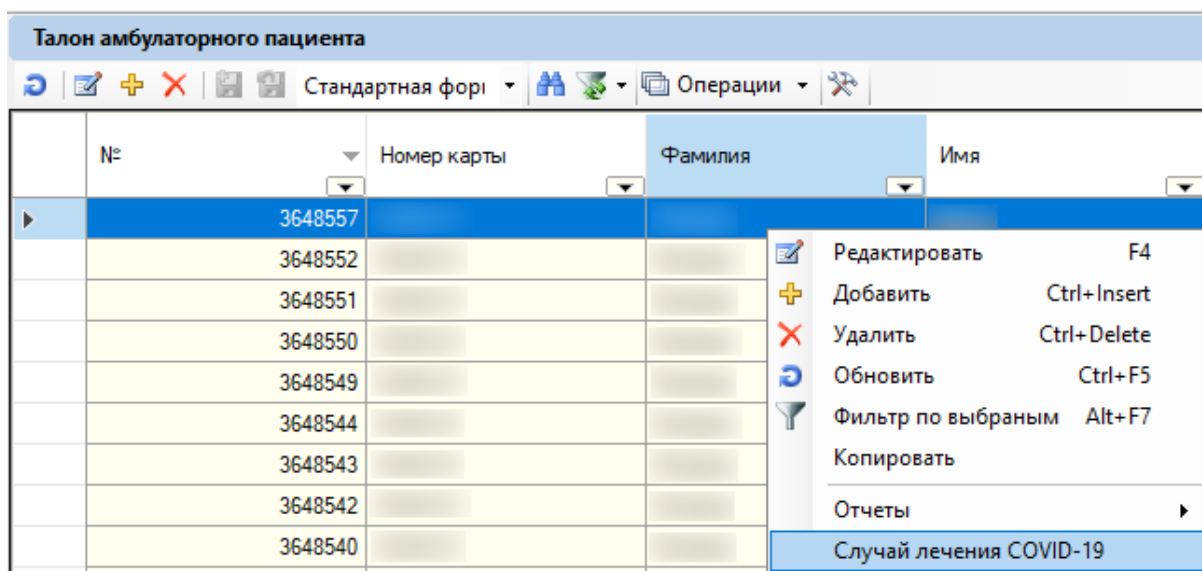 Талон амбулаторного пациента
Стандартная фор
Операции
№ Номер карты Фамилия Имя
3648557
3648552
3648551
3648550
3648549
3648544
3648543
3648542
3648540
Редактировать F4
Добавить Ctrl+Insert
Удалить Ctrl+Delete
Обновить Ctrl+F5
Фильтр по выбраным Alt+F7
Копировать
Отчеты
Случай лечения COVID-19